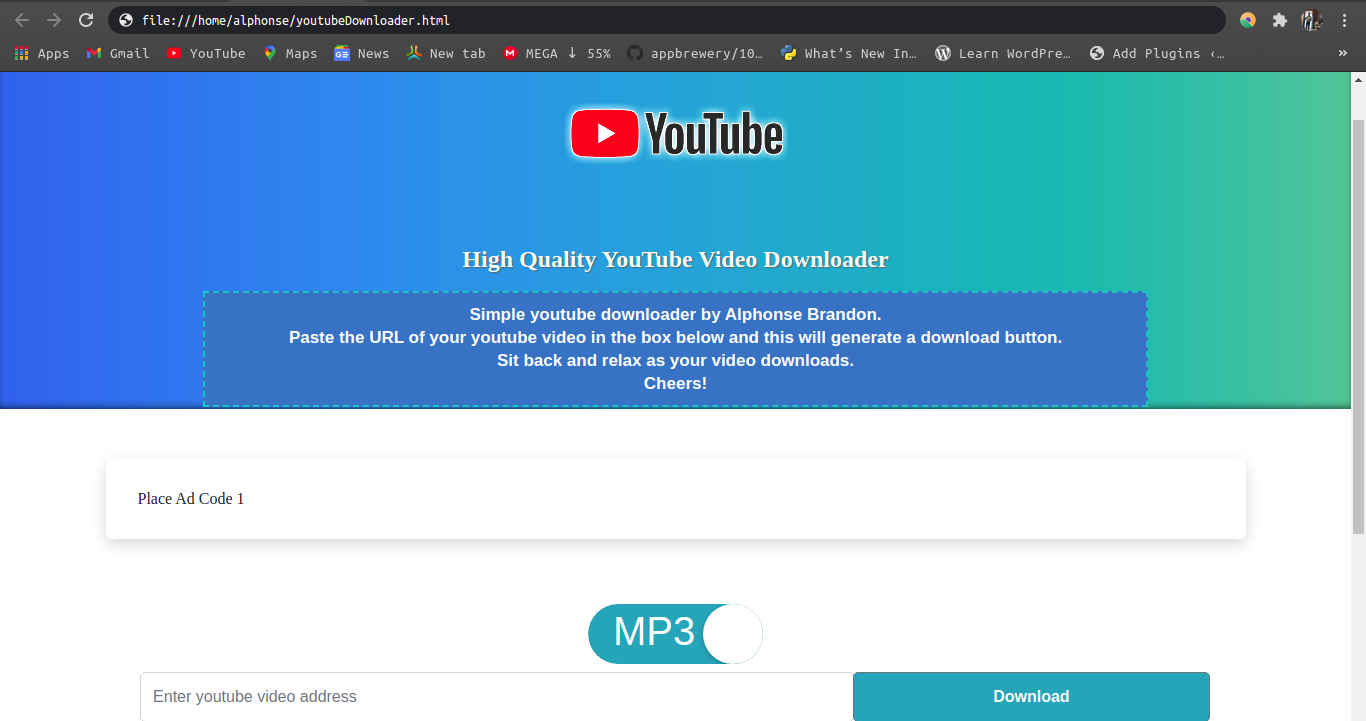 file:///home/alphonse/youtubeDownloader.html
Apps Gmail YouTube Maps News New tab MEGA ↓ 55% appbrewery/10… What's New In… Learn WordPre… Add Plugins ‹… »
YouTube
High Quality YouTube Video Downloader
Simple youtube downloader by Alphonse Brandon.
Paste the URL of your youtube video in the box below and this will generate a download button.
Sit back and relax as your video downloads.
Cheers!
Place Ad Code 1
MP3
Enter youtube video address Download